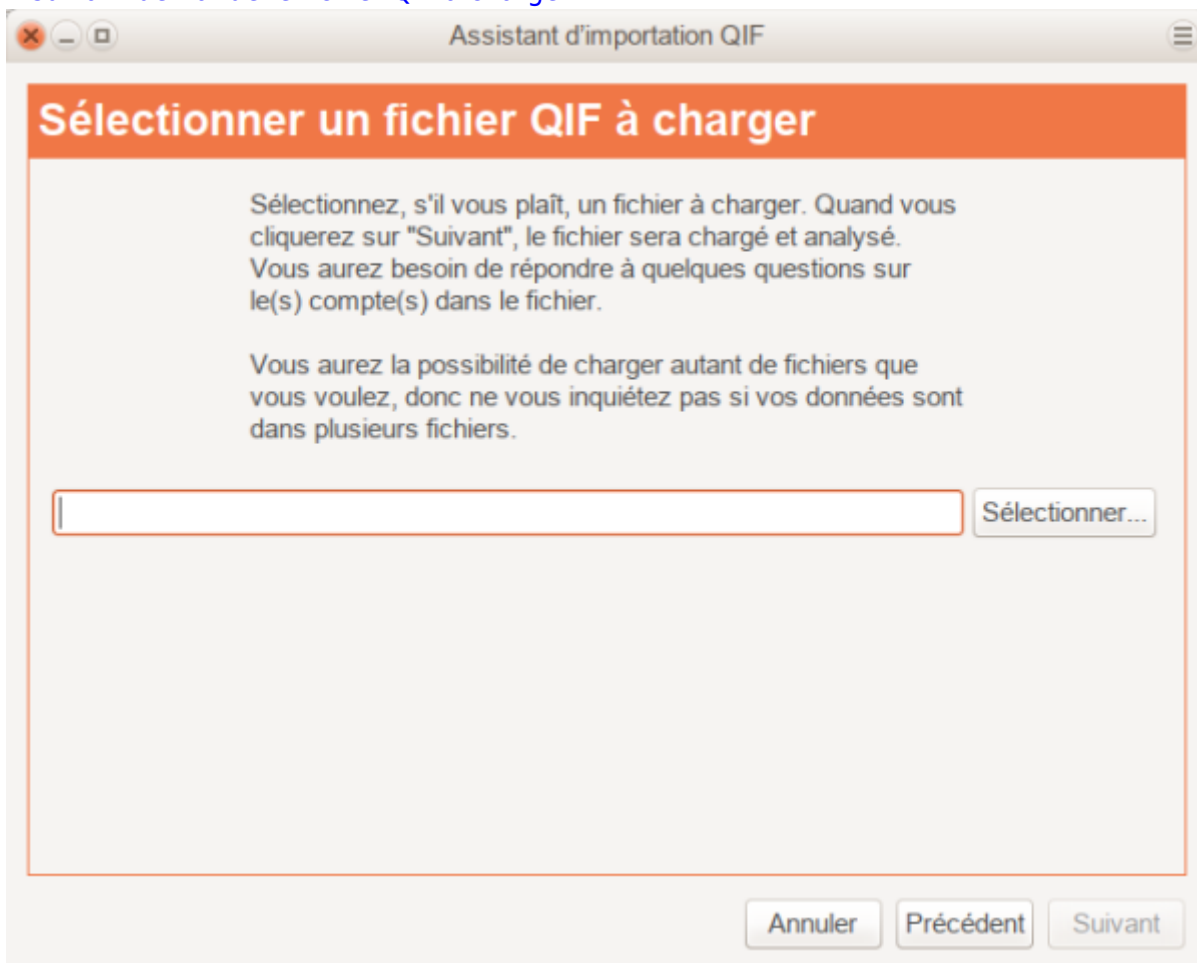 Assistant d'importation QIF
Sélectionner un fichier QIF à charger
Sélectionnez, s'il vous plaît, un fichier à charger. Quand vous
cliquerez sur "Suivant", le fichier sera chargé et analysé.
Vous aurez besoin de répondre à quelques questions sur
le(s) compte(s) dans le fichier.
Vous aurez la possibilité de charger autant de fichiers que
vous voulez, donc ne vous inquiétez pas si vos données sont
dans plusieurs fichiers.
Sélectionner...
Annuler Précédent Suivant